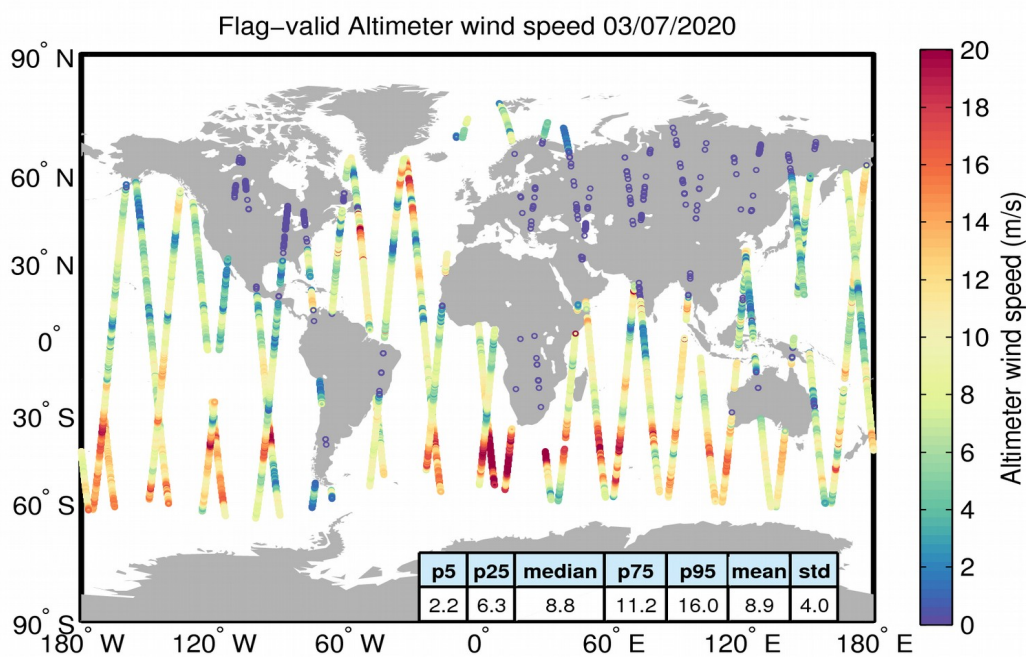 Flag−valid Altimeter wind speed 03/07/2020
90° N
60° N
30° N
0°
30° S
60° S
90° S
180° W
120° W
60° W
0°
60° E
120° E
180° E
p5 p25 median p75 p95 mean std
2.2 6.3 8.8 11.2 16.0 8.9 4.0
20
18
16
14
12
10
8
6
4
2
0
Altimeter wind speed (m/s)